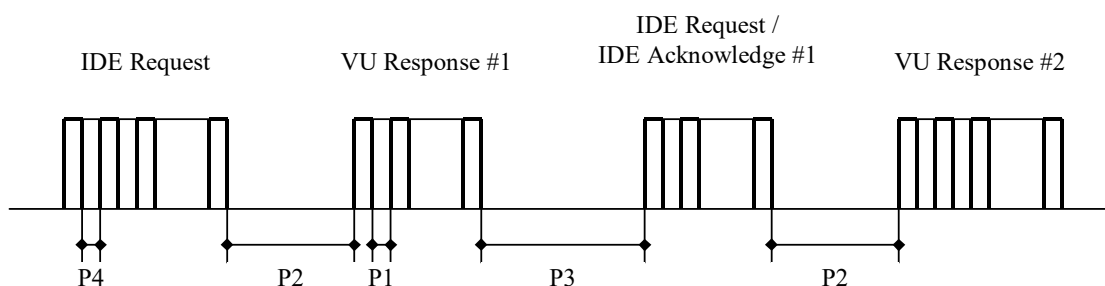 IDE Request
VU Response #1
IDE Request /
IDE Acknowledge #1
VU Response #2
P4
P2
P1
P3
P2